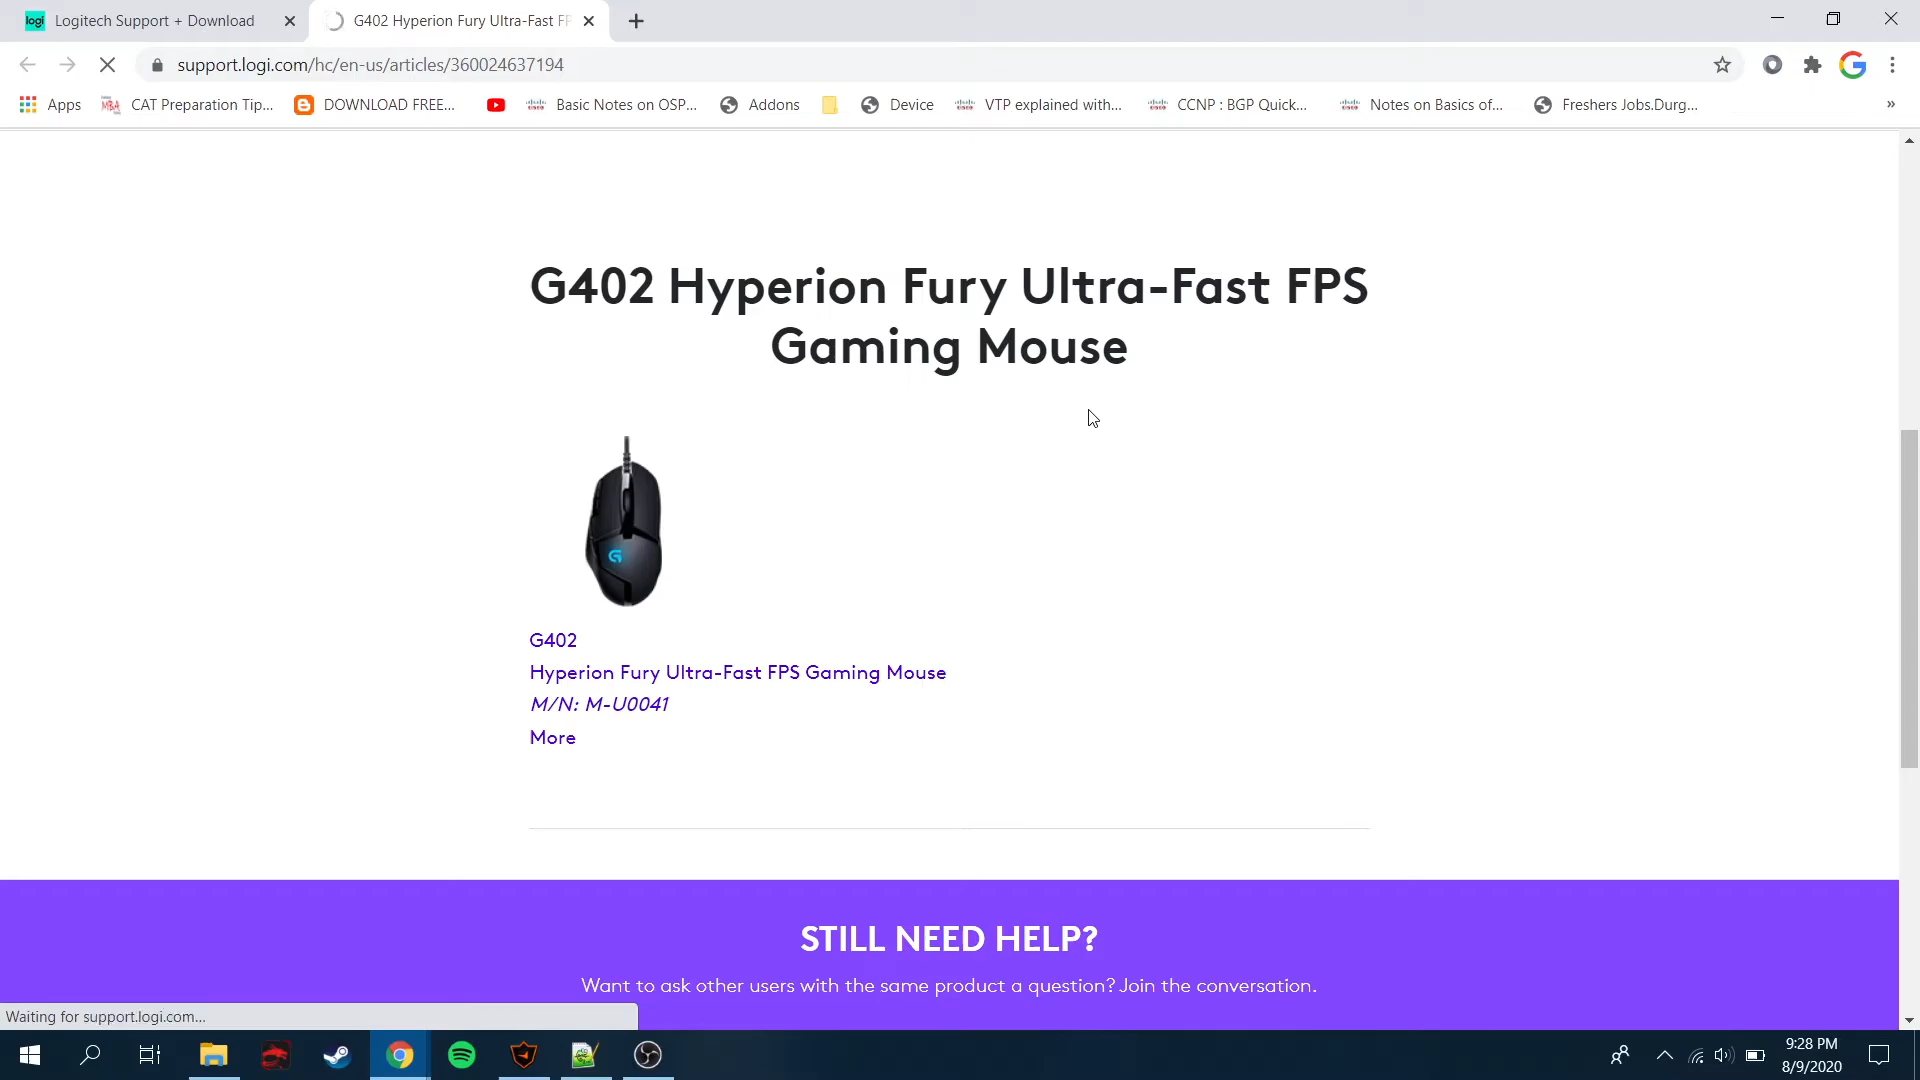 logi Logitech Support + Download
G402 Hyperion Fury Ultra-Fast FP
support.logi.com/hc/en-us/articles/360024637194
Apps
MBA CAT Preparation Tip...
DOWNLOAD FREE...
Basic Notes on OSP...
Addons
Device
VTP explained with...
CCNP : BGP Quick...
Notes on Basics of...
Freshers Jobs.Durg...
»
G402 Hyperion Fury Ultra-Fast FPS
Gaming Mouse
G402
Hyperion Fury Ultra-Fast FPS Gaming Mouse
M/N: M-U0041
More
STILL NEED HELP?
Want to ask other users with the same product a question? Join the conversation.
Waiting for support.logi.com...
9:28 PM
8/9/2020